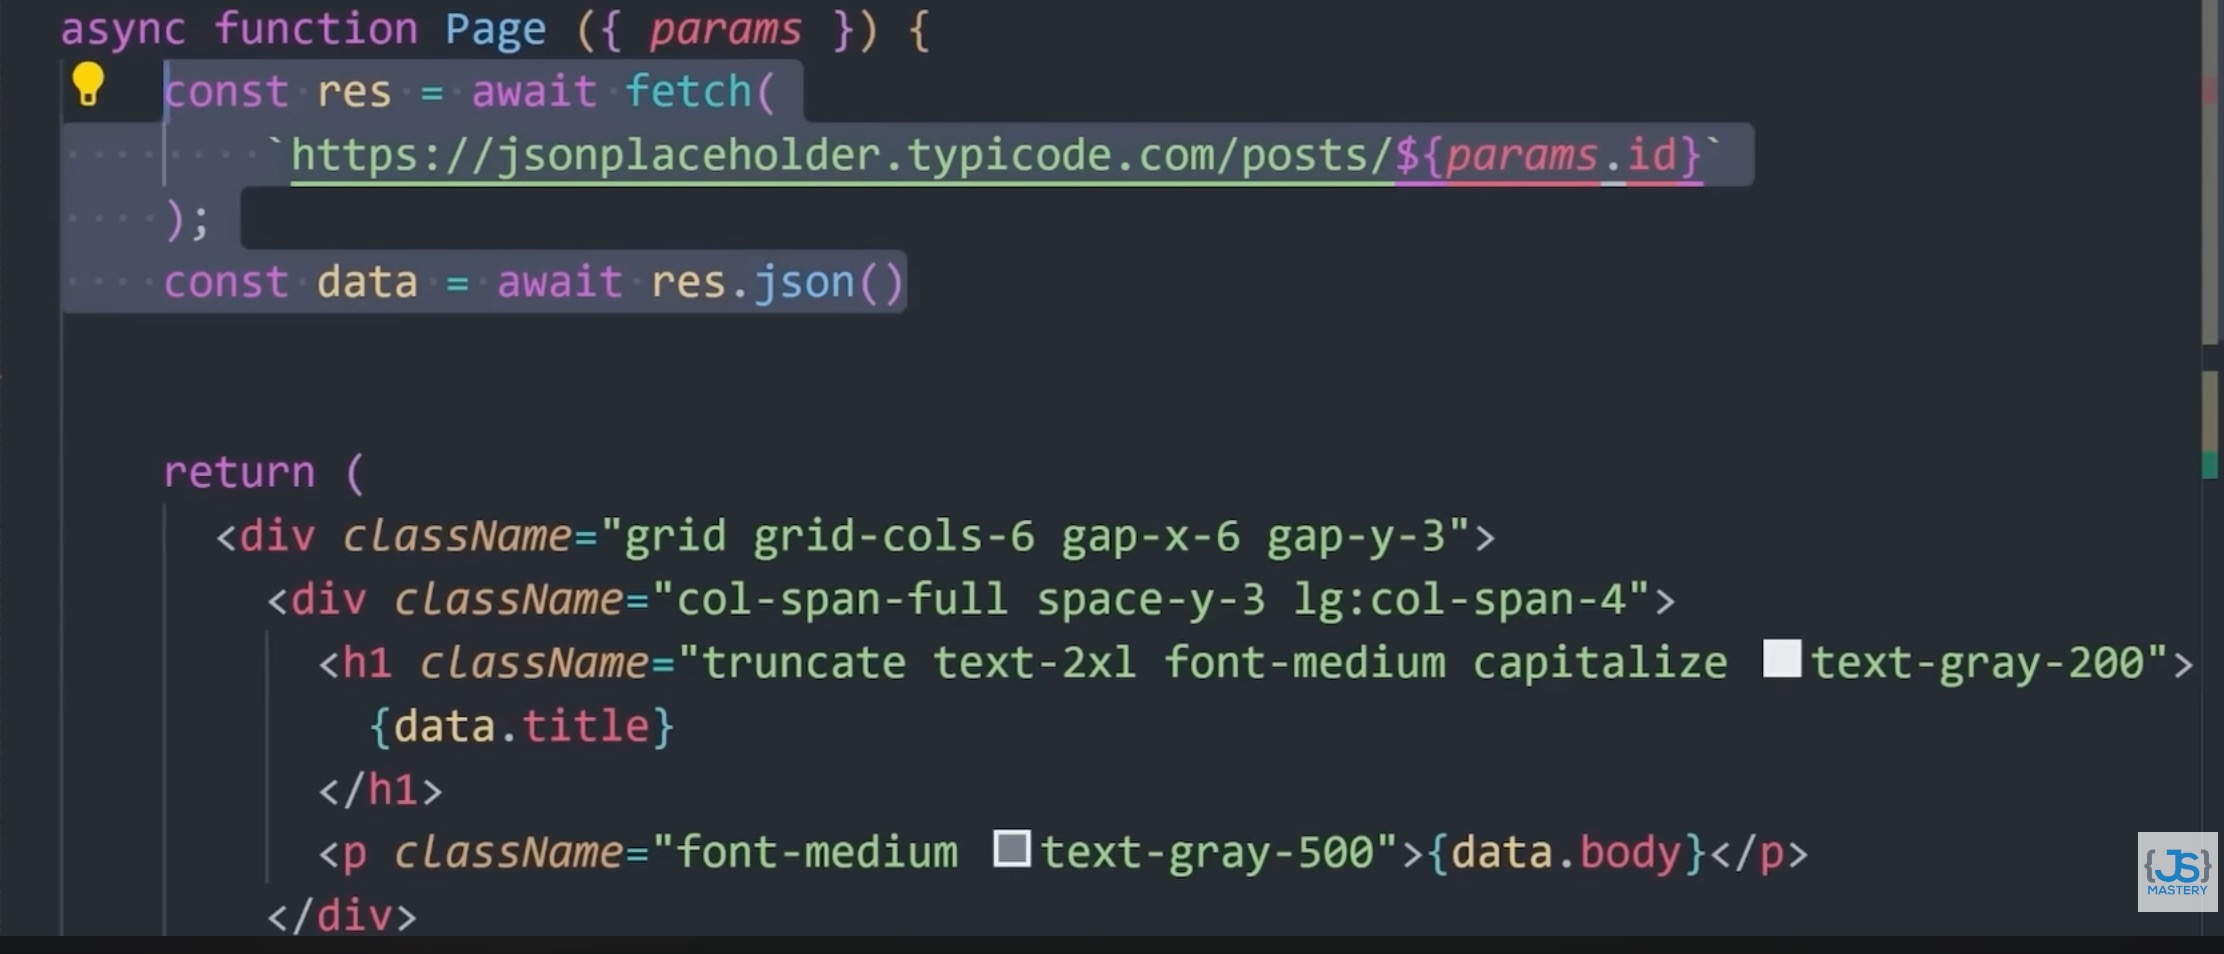 async function Page ({ params }) {
const res = await fetch(
`https://jsonplaceholder.typicode.com/posts/${params.id}`
);
const data = await res.json()
return (
<div className="grid grid-cols-6 gap-x-6 gap-y-3">
<div className="col-span-full space-y-3 lg:col-span-4">
<h1 className="truncate text-2xl font-medium capitalize text-gray-200">
{data.title}
</h1>
<p className="font-medium text-gray-500">{data.body}</p>
</div>
{JS}
MASTERY